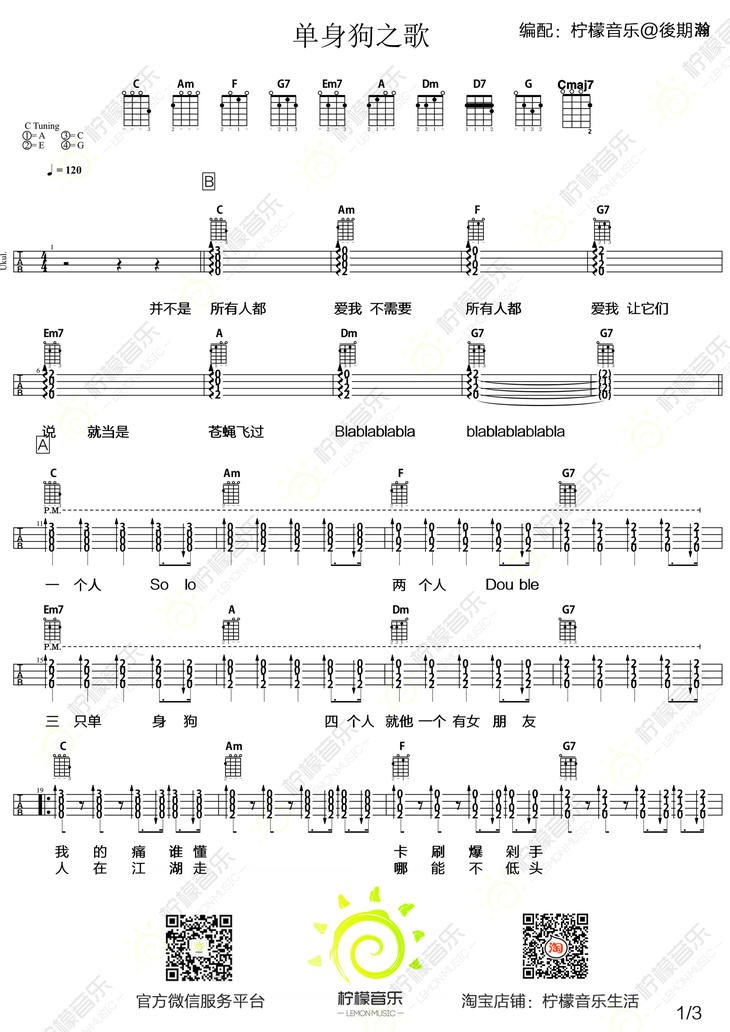 单身狗之歌
编配：柠檬音乐@後期瀚
C Am F G7 Em7 A Dm D7 G Cmaj7
C Tuning
①= A ③= C
②= E ④= G
♩ = 120
B
C Am F G7
并不是 所有人都 爱我 不需要 所有人都 爱我 让它们
Em7 A Dm G7 G7
说 就当是 苍蝇飞过 Blablablabla blablablablabla
A
C Am F G7
P.M.
一 个人 So lo 两 个人 Dou ble
Em7 A Dm G7
P.M.
三 只单 身 狗 四 个人 就他 一个 有女 朋 友
C Am F G7
我 的 痛 谁 懂 卡 刷 爆 剁 手
人 在 江 湖 走 哪 能 不 低 头
官方微信服务平台
柠檬音乐
LEMON MUSIC
淘
淘宝店铺：柠檬音乐生活
1/3